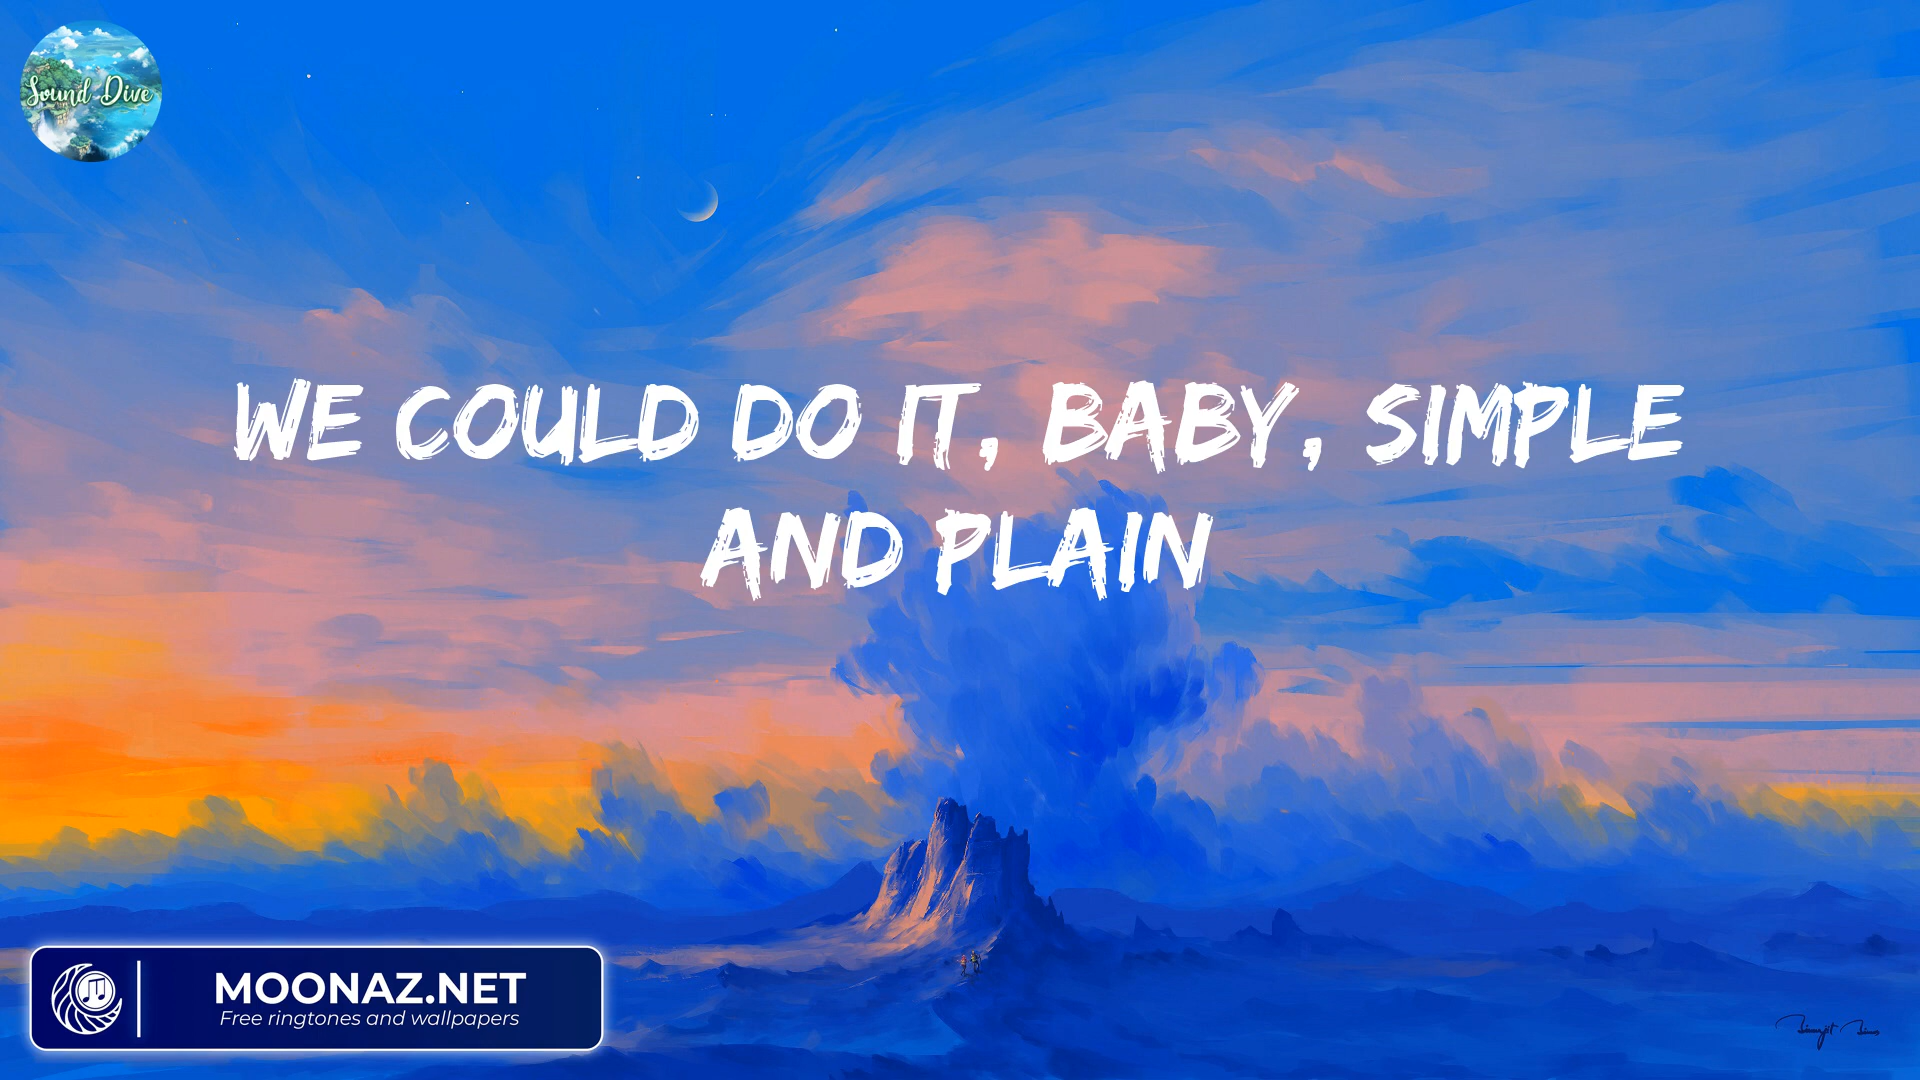 Sound Dive
WE COULD DO IT, BABY, SIMPLE
AND PLAIN
MOONAZ.NET
Free ringtones and wallpapers